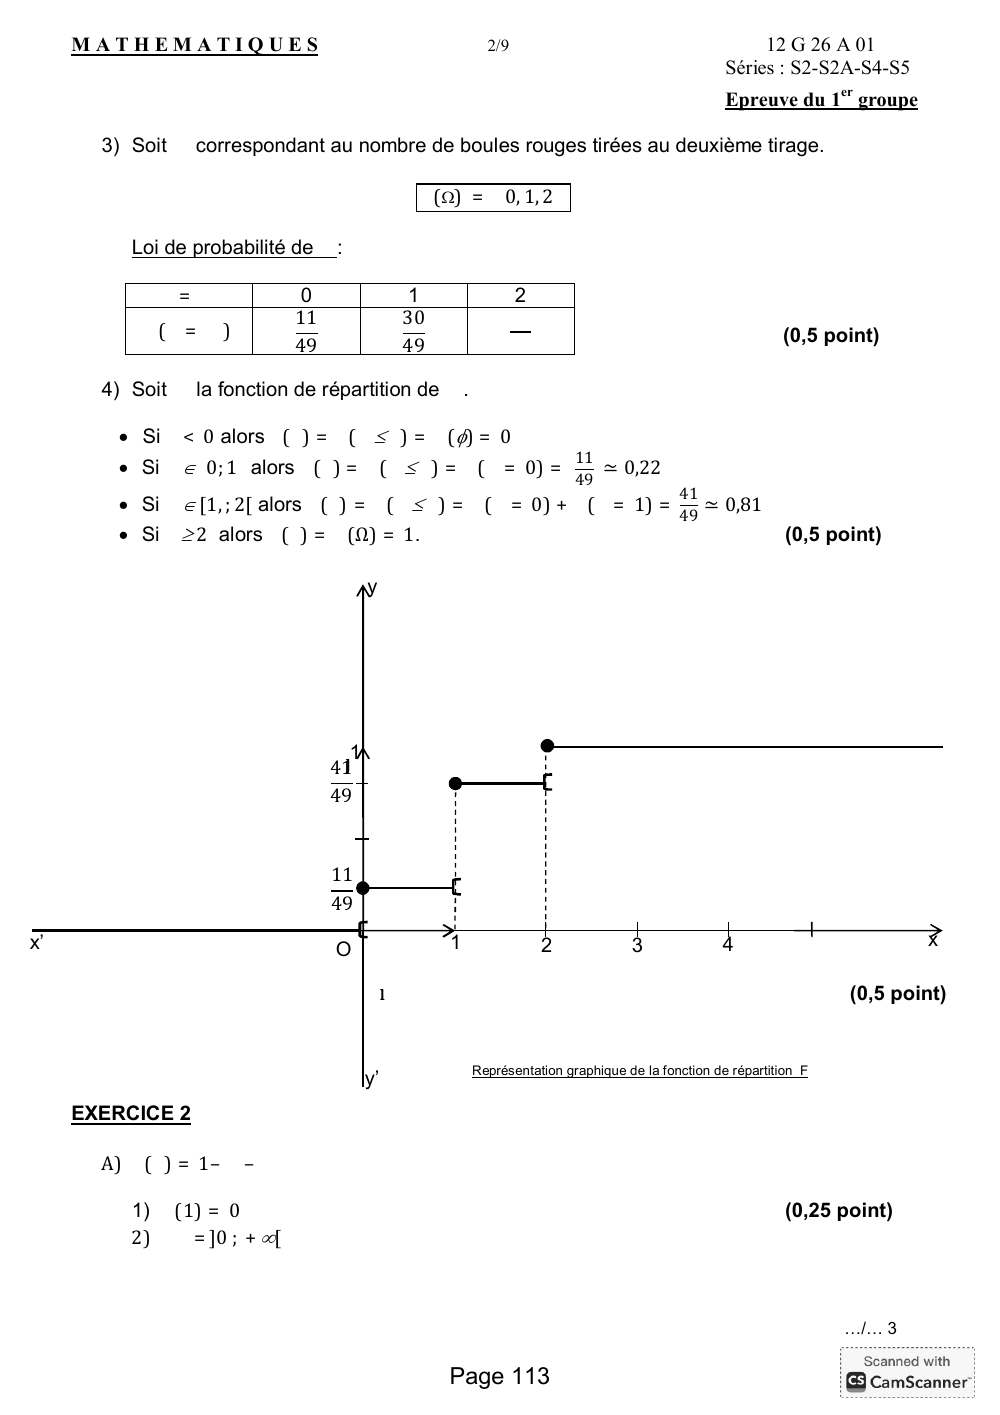 M A T H E M A T I Q U E S 2/9 12 G 26 A 01
Séries : S2-S2A-S4-S5
Epreuve du 1er groupe
3) Soit correspondant au nombre de boules rouges tirées au deuxième tirage.
(Ω) = 0, 1, 2
Loi de probabilité de :
= 0 1 2
( = ) 11/49 30/49 —
(0,5 point)
4) Soit la fonction de répartition de .
• Si < 0 alors ( ) = ( ≤ ) = (ϕ) = 0
• Si ∈ 0; 1 alors ( ) = ( ≤ ) = ( = 0) = 11/49 ≃ 0,22
• Si ∈ [1, ; 2[ alors ( ) = ( ≤ ) = ( = 0) + ( = 1) = 41/49 ≃ 0,81
• Si ≥ 2 alors ( ) = (Ω) = 1. (0,5 point)
y
1
41/49
11/49
x’ O 1 2 3 4 x
ı (0,5 point)
Représentation graphique de la fonction de répartition F
y’
EXERCICE 2
A) ( ) = 1 – –
1) (1) = 0 (0,25 point)
2) = ]0 ; + ∞[
…/… 3
Scanned with
CS CamScanner™
Page 113